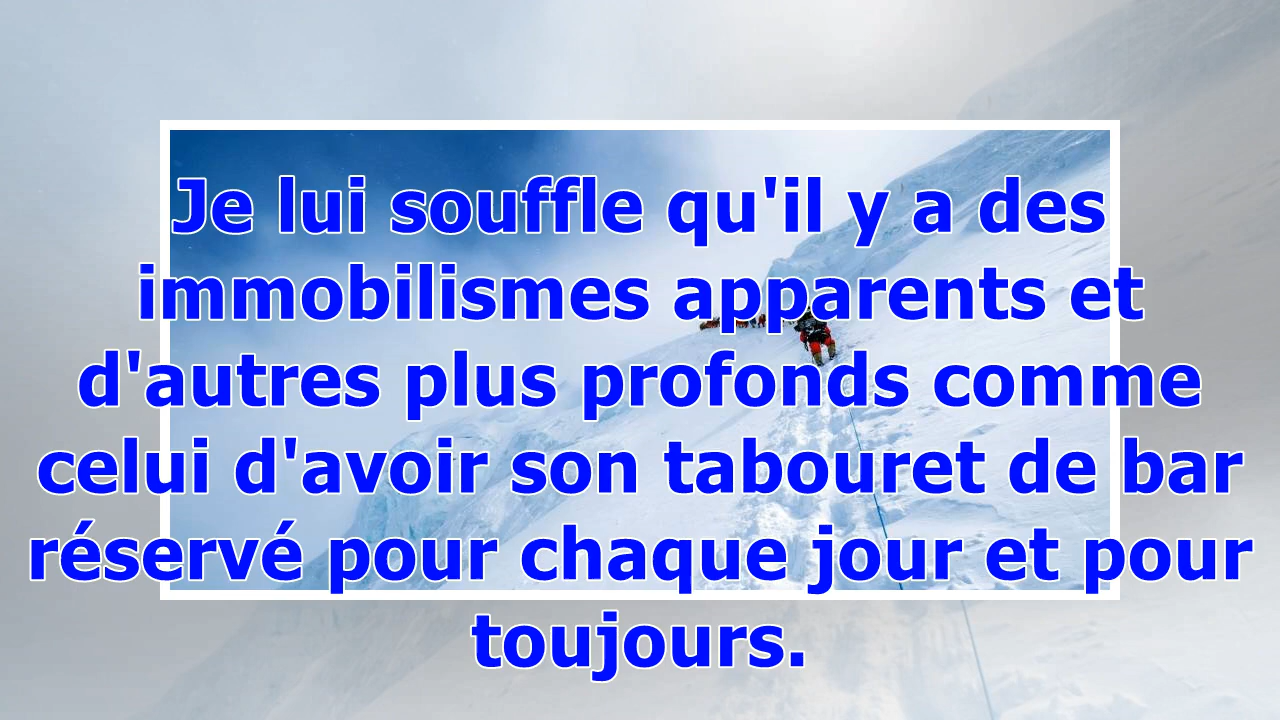 Je lui souffle qu'il y a des
immobilismes apparents et
d'autres plus profonds comme
celui d'avoir son tabouret de bar
réservé pour chaque jour et pour
toujours.